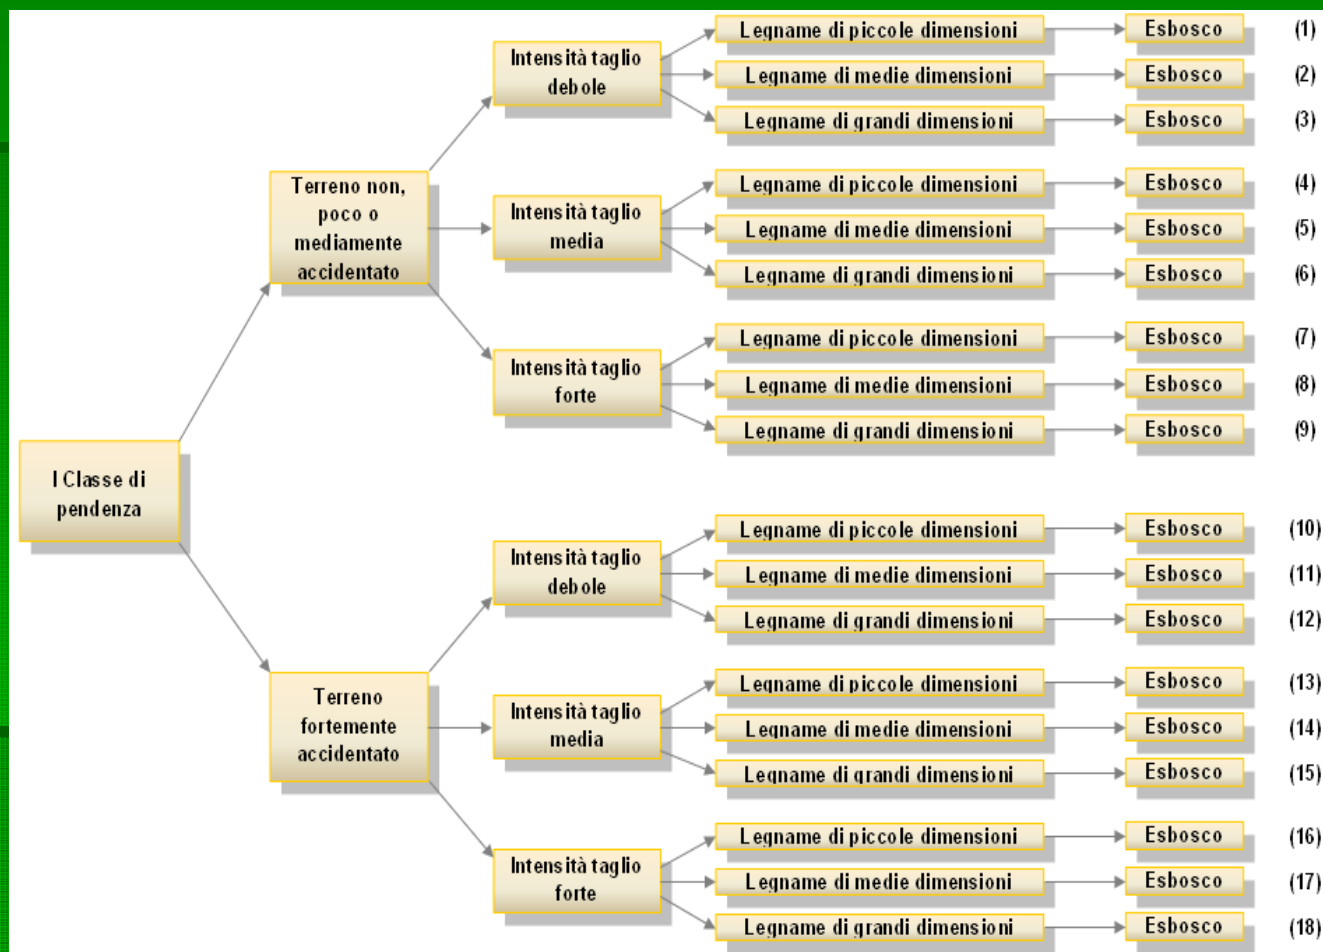 I Classe di
pendenza
Terreno non,
poco o
mediamente
accidentato
Intensità taglio
debole
Legname di piccole dimensioni
Esbosco
(1)
Legname di medie dimensioni
Esbosco
(2)
Legname di grandi dimensioni
Esbosco
(3)
Intensità taglio
media
Legname di piccole dimensioni
Esbosco
(4)
Legname di medie dimensioni
Esbosco
(5)
Legname di grandi dimensioni
Esbosco
(6)
Intensità taglio
forte
Legname di piccole dimensioni
Esbosco
(7)
Legname di medie dimensioni
Esbosco
(8)
Legname di grandi dimensioni
Esbosco
(9)
Terreno
fortemente
accidentato
Intensità taglio
debole
Legname di piccole dimensioni
Esbosco
(10)
Legname di medie dimensioni
Esbosco
(11)
Legname di grandi dimensioni
Esbosco
(12)
Intensità taglio
media
Legname di piccole dimensioni
Esbosco
(13)
Legname di medie dimensioni
Esbosco
(14)
Legname di grandi dimensioni
Esbosco
(15)
Intensità taglio
forte
Legname di piccole dimensioni
Esbosco
(16)
Legname di medie dimensioni
Esbosco
(17)
Legname di grandi dimensioni
Esbosco
(18)